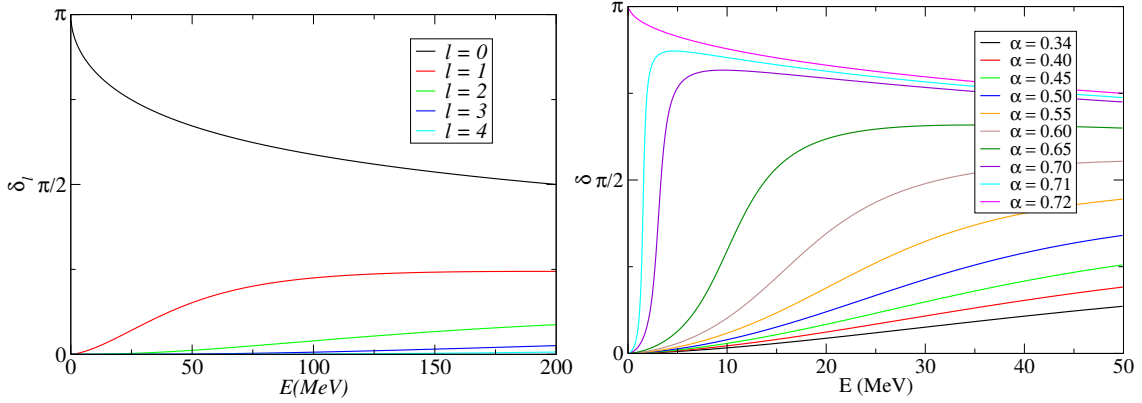 π
δ_l
π/2
0
0
50
100
150
200
E(MeV)
l = 0
l = 1
l = 2
l = 3
l = 4
π
δ
π/2
0
0
10
20
30
40
50
E (MeV)
α = 0.34
α = 0.40
α = 0.45
α = 0.50
α = 0.55
α = 0.60
α = 0.65
α = 0.70
α = 0.71
α = 0.72